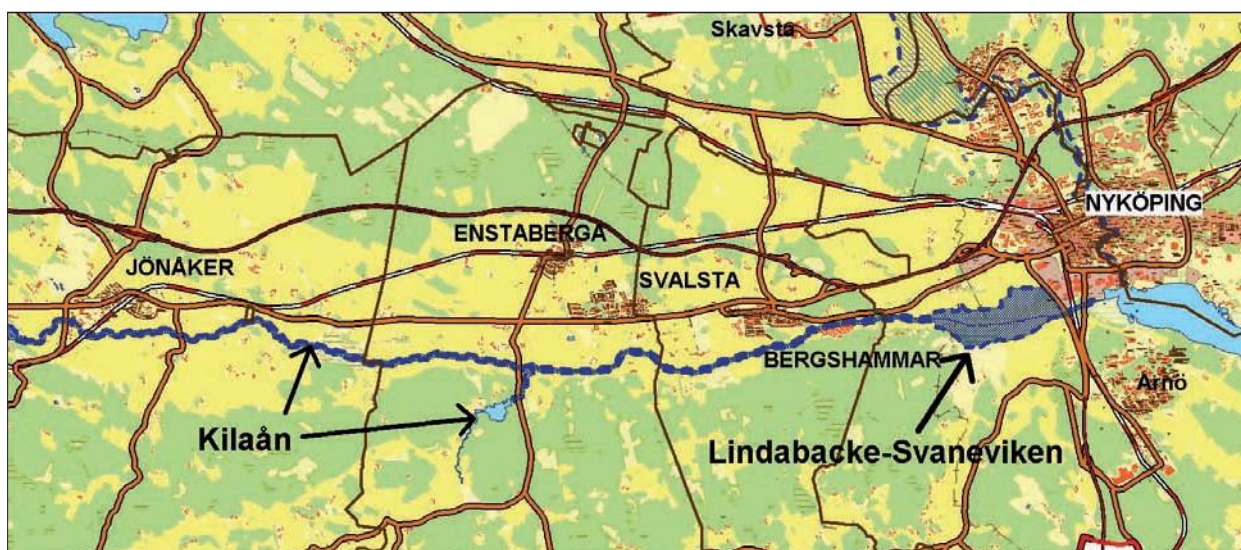 Skavsta
NYKÖPING
ENSTABERGA
JÖNÅKER
SVALSTA
BERGSHAMMAR
Arnö
Kilaån
Lindabacke-Svaneviken